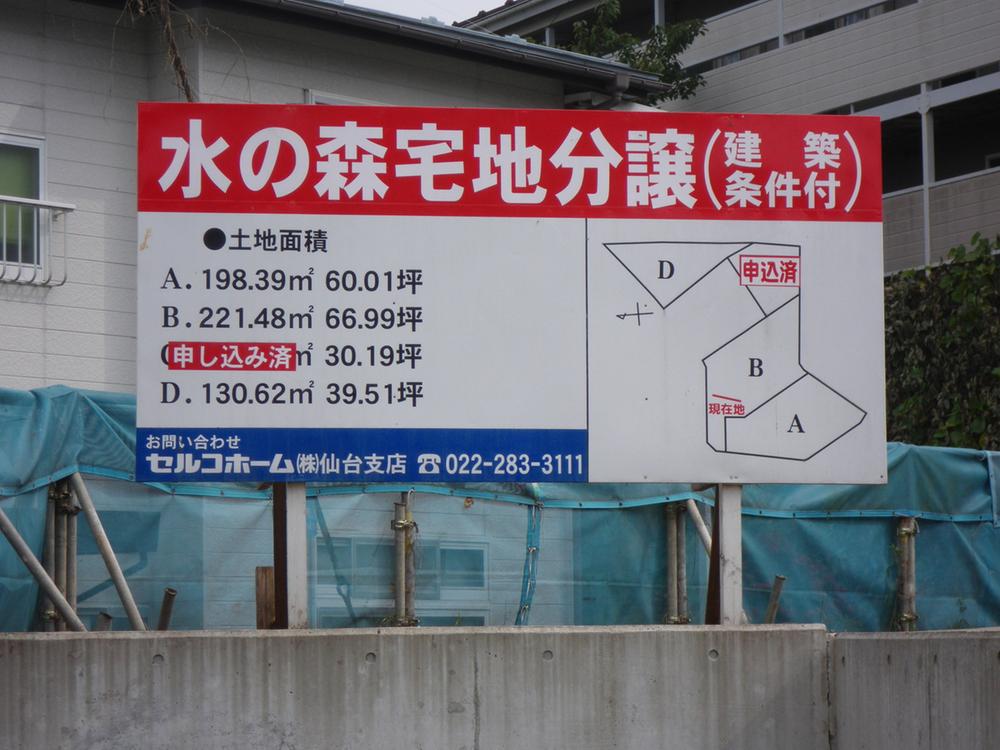 水の森宅地分譲(建築条件付)
●土地面積
A. 198.39㎡ 60.01坪
B. 221.48㎡ 66.99坪
申し込み済㎡ 30.19坪
D. 130.62㎡ 39.51坪
お問い合わせ
セルコホーム(株)仙台支店 ☎022-283-3111
D
申込済
B
現在地
A